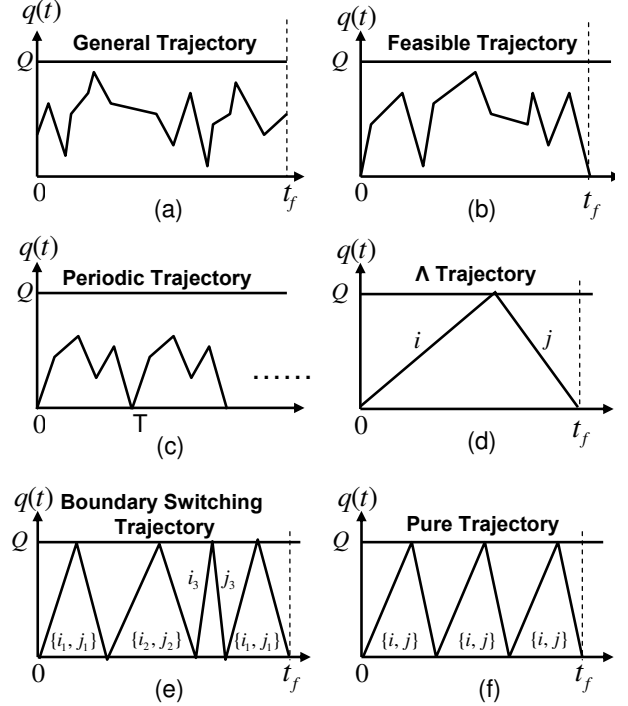 q(t)
General Trajectory
Q
0
t_f
(a)
q(t)
Feasible Trajectory
Q
0
t_f
(b)
q(t)
Periodic Trajectory
Q
......
0
T
(c)
q(t)
Λ Trajectory
Q
i
j
0
t_f
(d)
q(t)
Boundary Switching
Trajectory
Q
i_3
j_3
{i_1, j_1}
{i_2, j_2}
{i_1, j_1}
0
t_f
(e)
q(t)
Pure Trajectory
Q
{i, j}
{i, j}
{i, j}
0
t_f
(f)